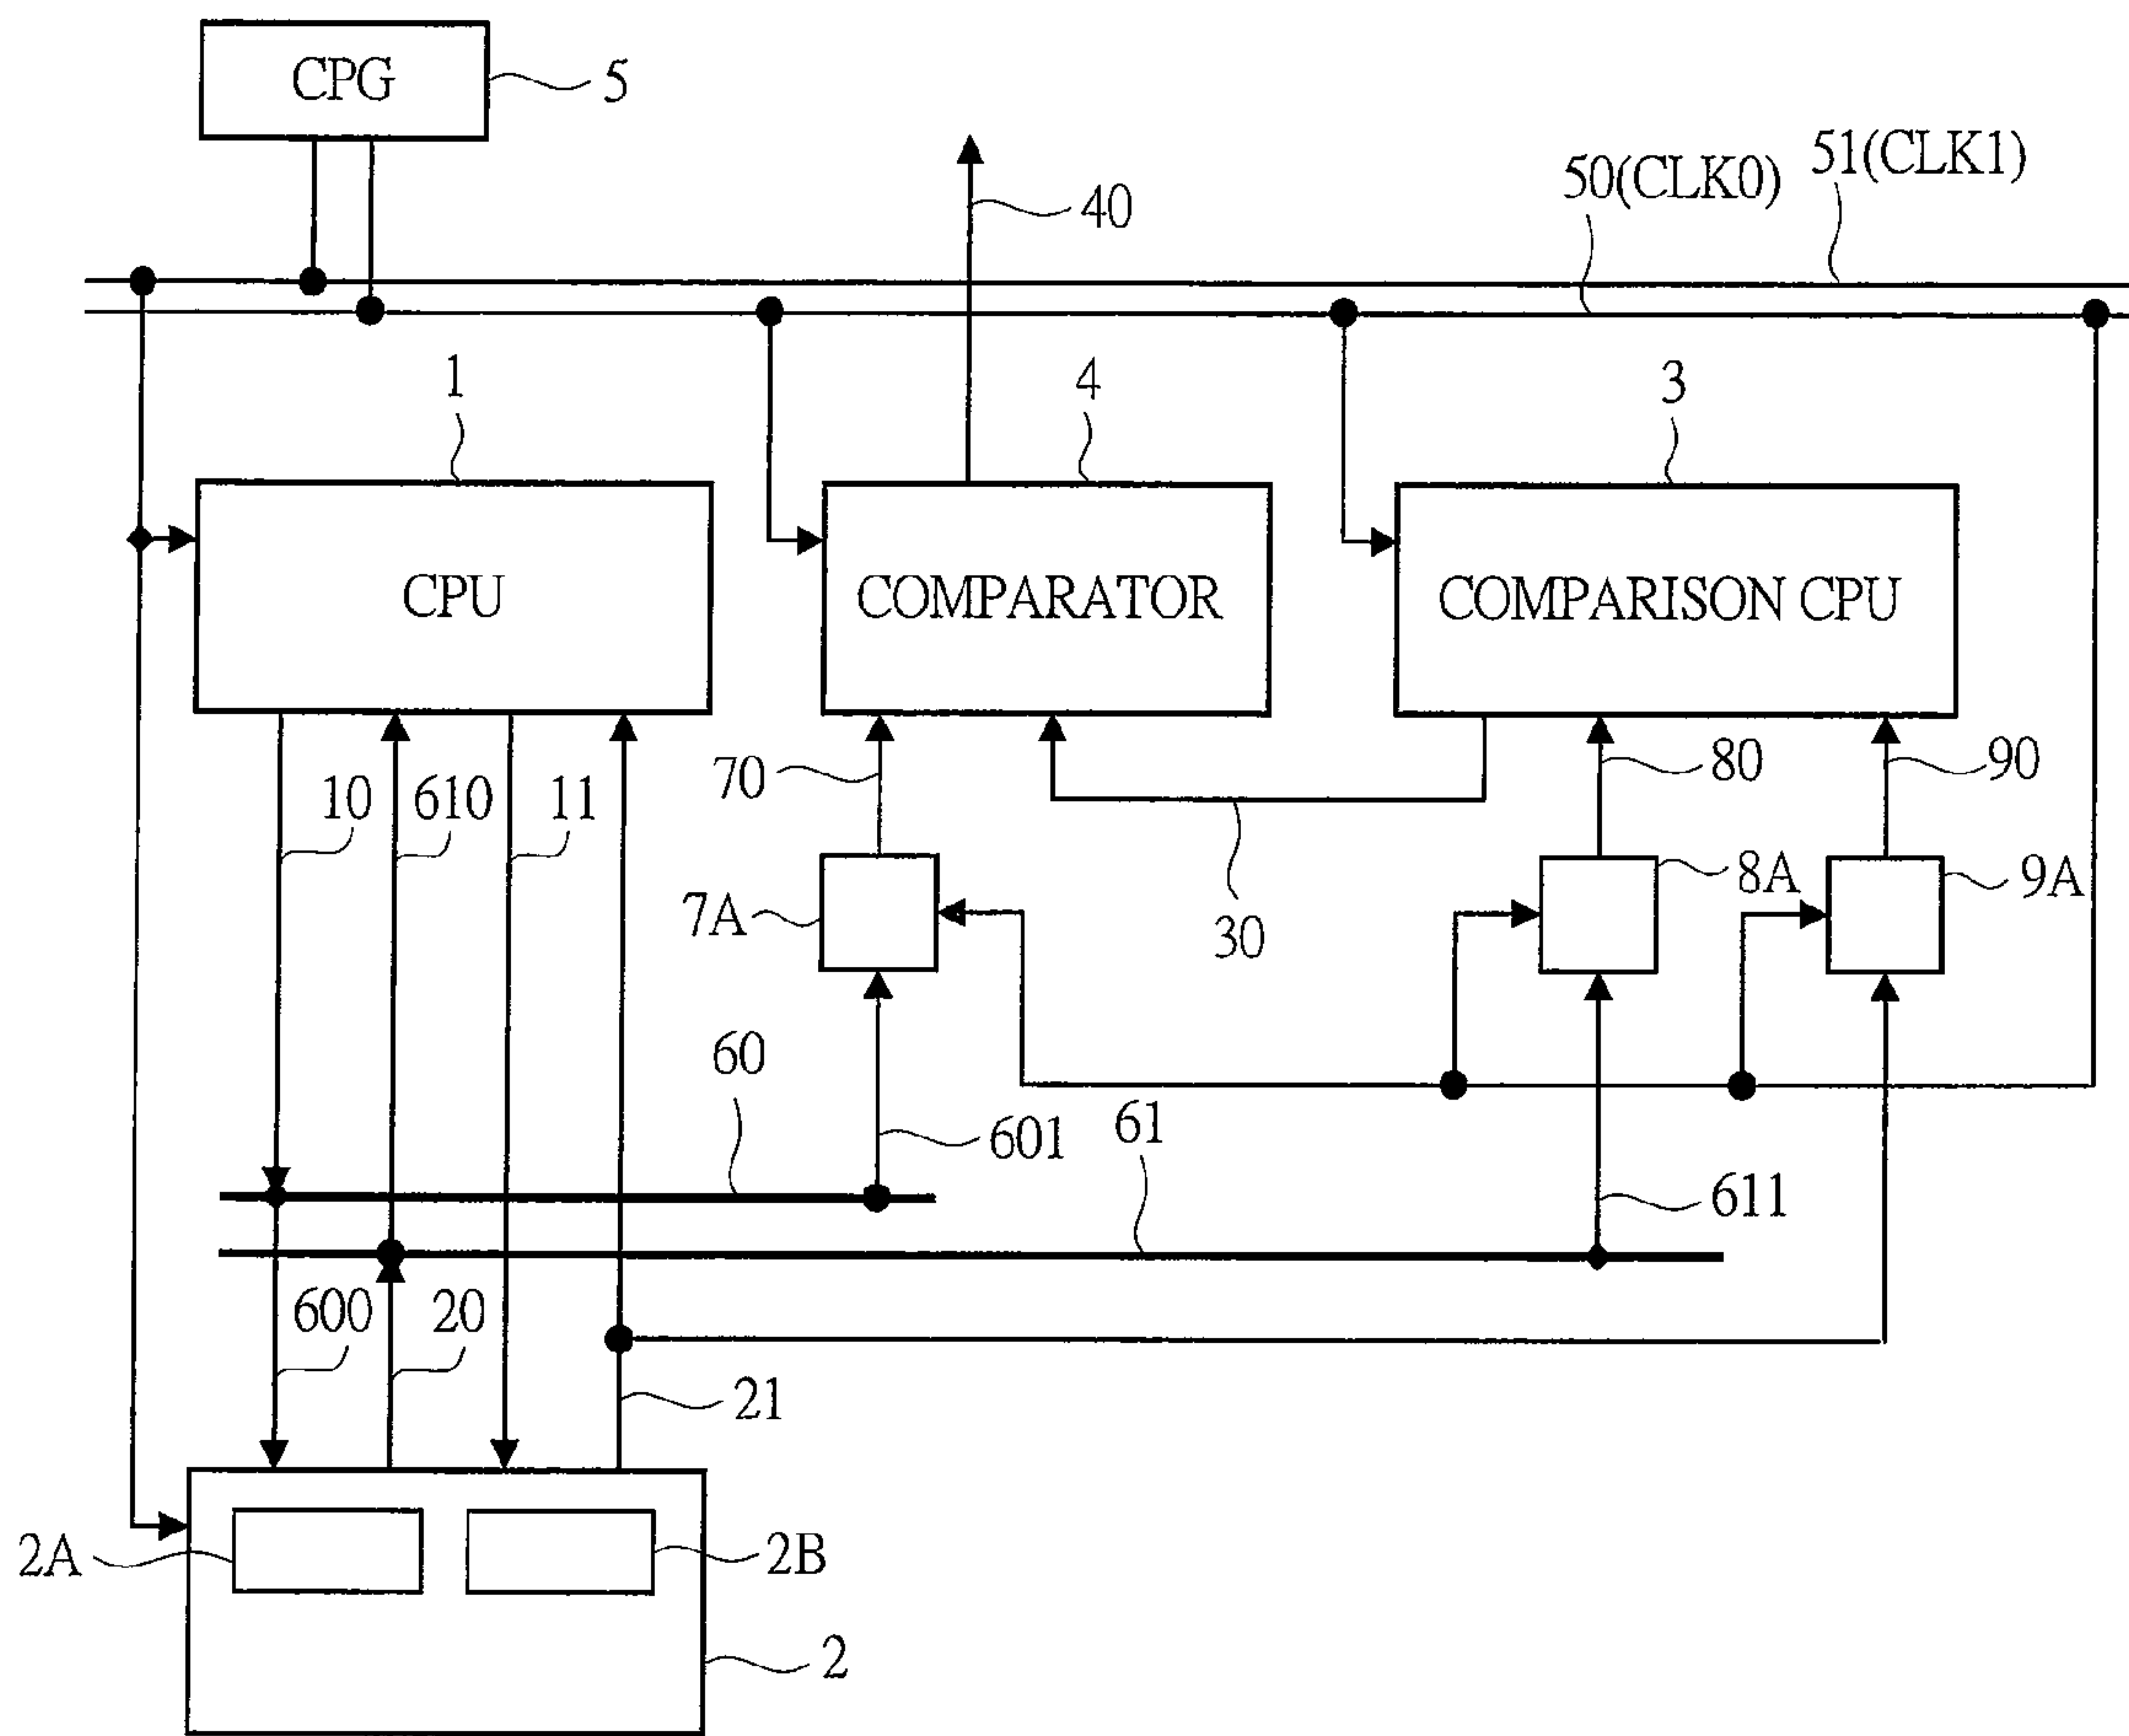 CPG
5
51(CLK1)
50(CLK0)
40
1
4
3
CPU
COMPARATOR
COMPARISON CPU
10
610
11
70
80
90
7A
30
8A
9A
60
601
61
611
600
20
21
2A
2B
2